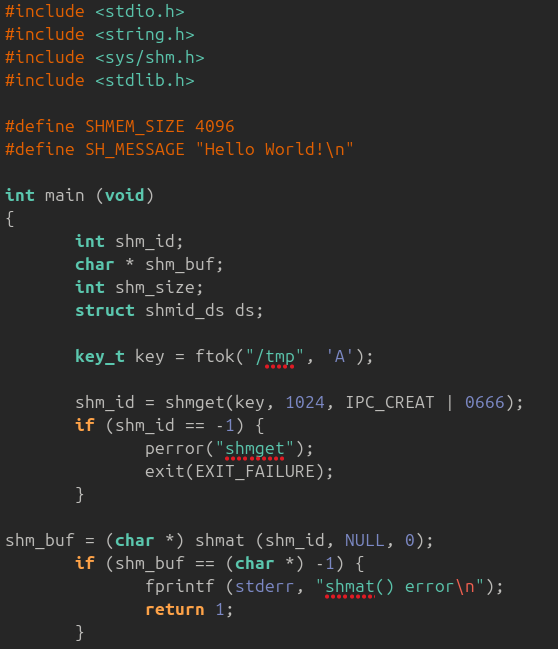 #include <stdio.h>
#include <string.h>
#include <sys/shm.h>
#include <stdlib.h>

#define SHMEM_SIZE 4096
#define SH_MESSAGE "Hello World!\n"

int main (void)
{
       int shm_id;
       char * shm_buf;
       int shm_size;
       struct shmid_ds ds;

       key_t key = ftok("/tmp", 'A');

       shm_id = shmget(key, 1024, IPC_CREAT | 0666);
       if (shm_id == -1) {
              perror("shmget");
              exit(EXIT_FAILURE);
       }

shm_buf = (char *) shmat (shm_id, NULL, 0);
       if (shm_buf == (char *) -1) {
              fprintf (stderr, "shmat() error\n");
              return 1;
       }